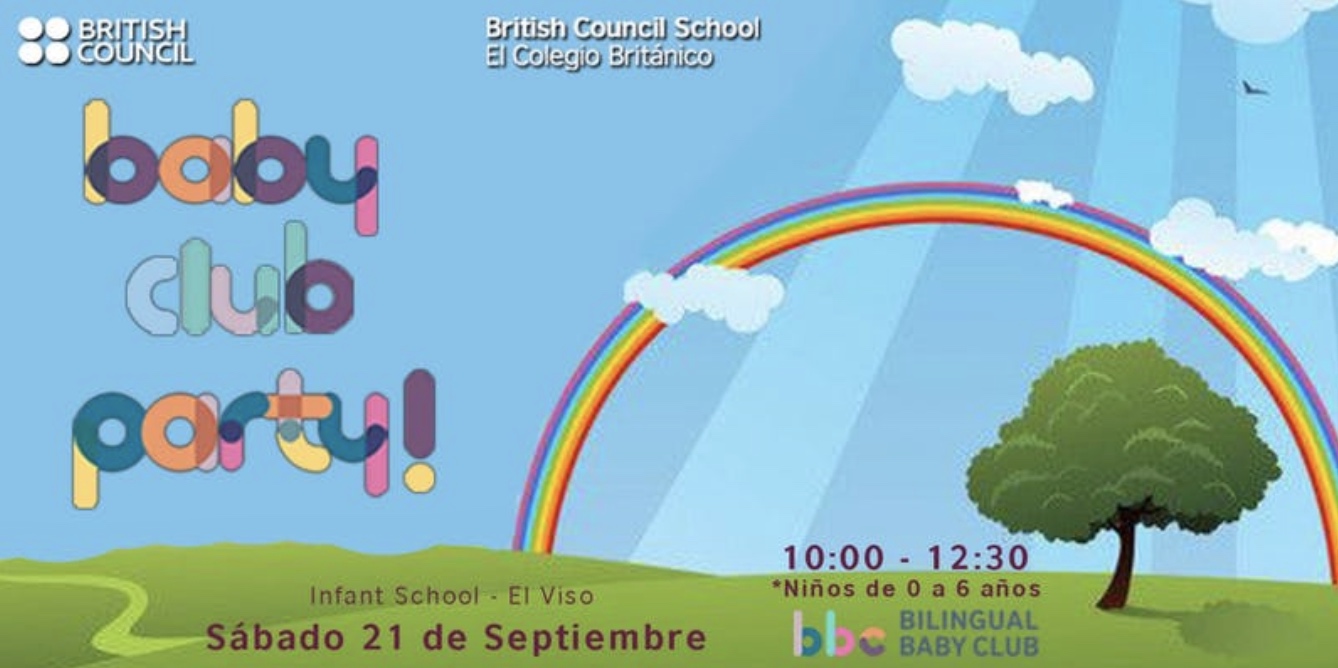 BRITISH
COUNCIL
British Council School
El Colegio Británico
baby
club
party!
10:00 - 12:30
*Niños de 0 a 6 años
Infant School - El Viso
Sábado 21 de Septiembre
bbc BILINGUAL
BABY CLUB